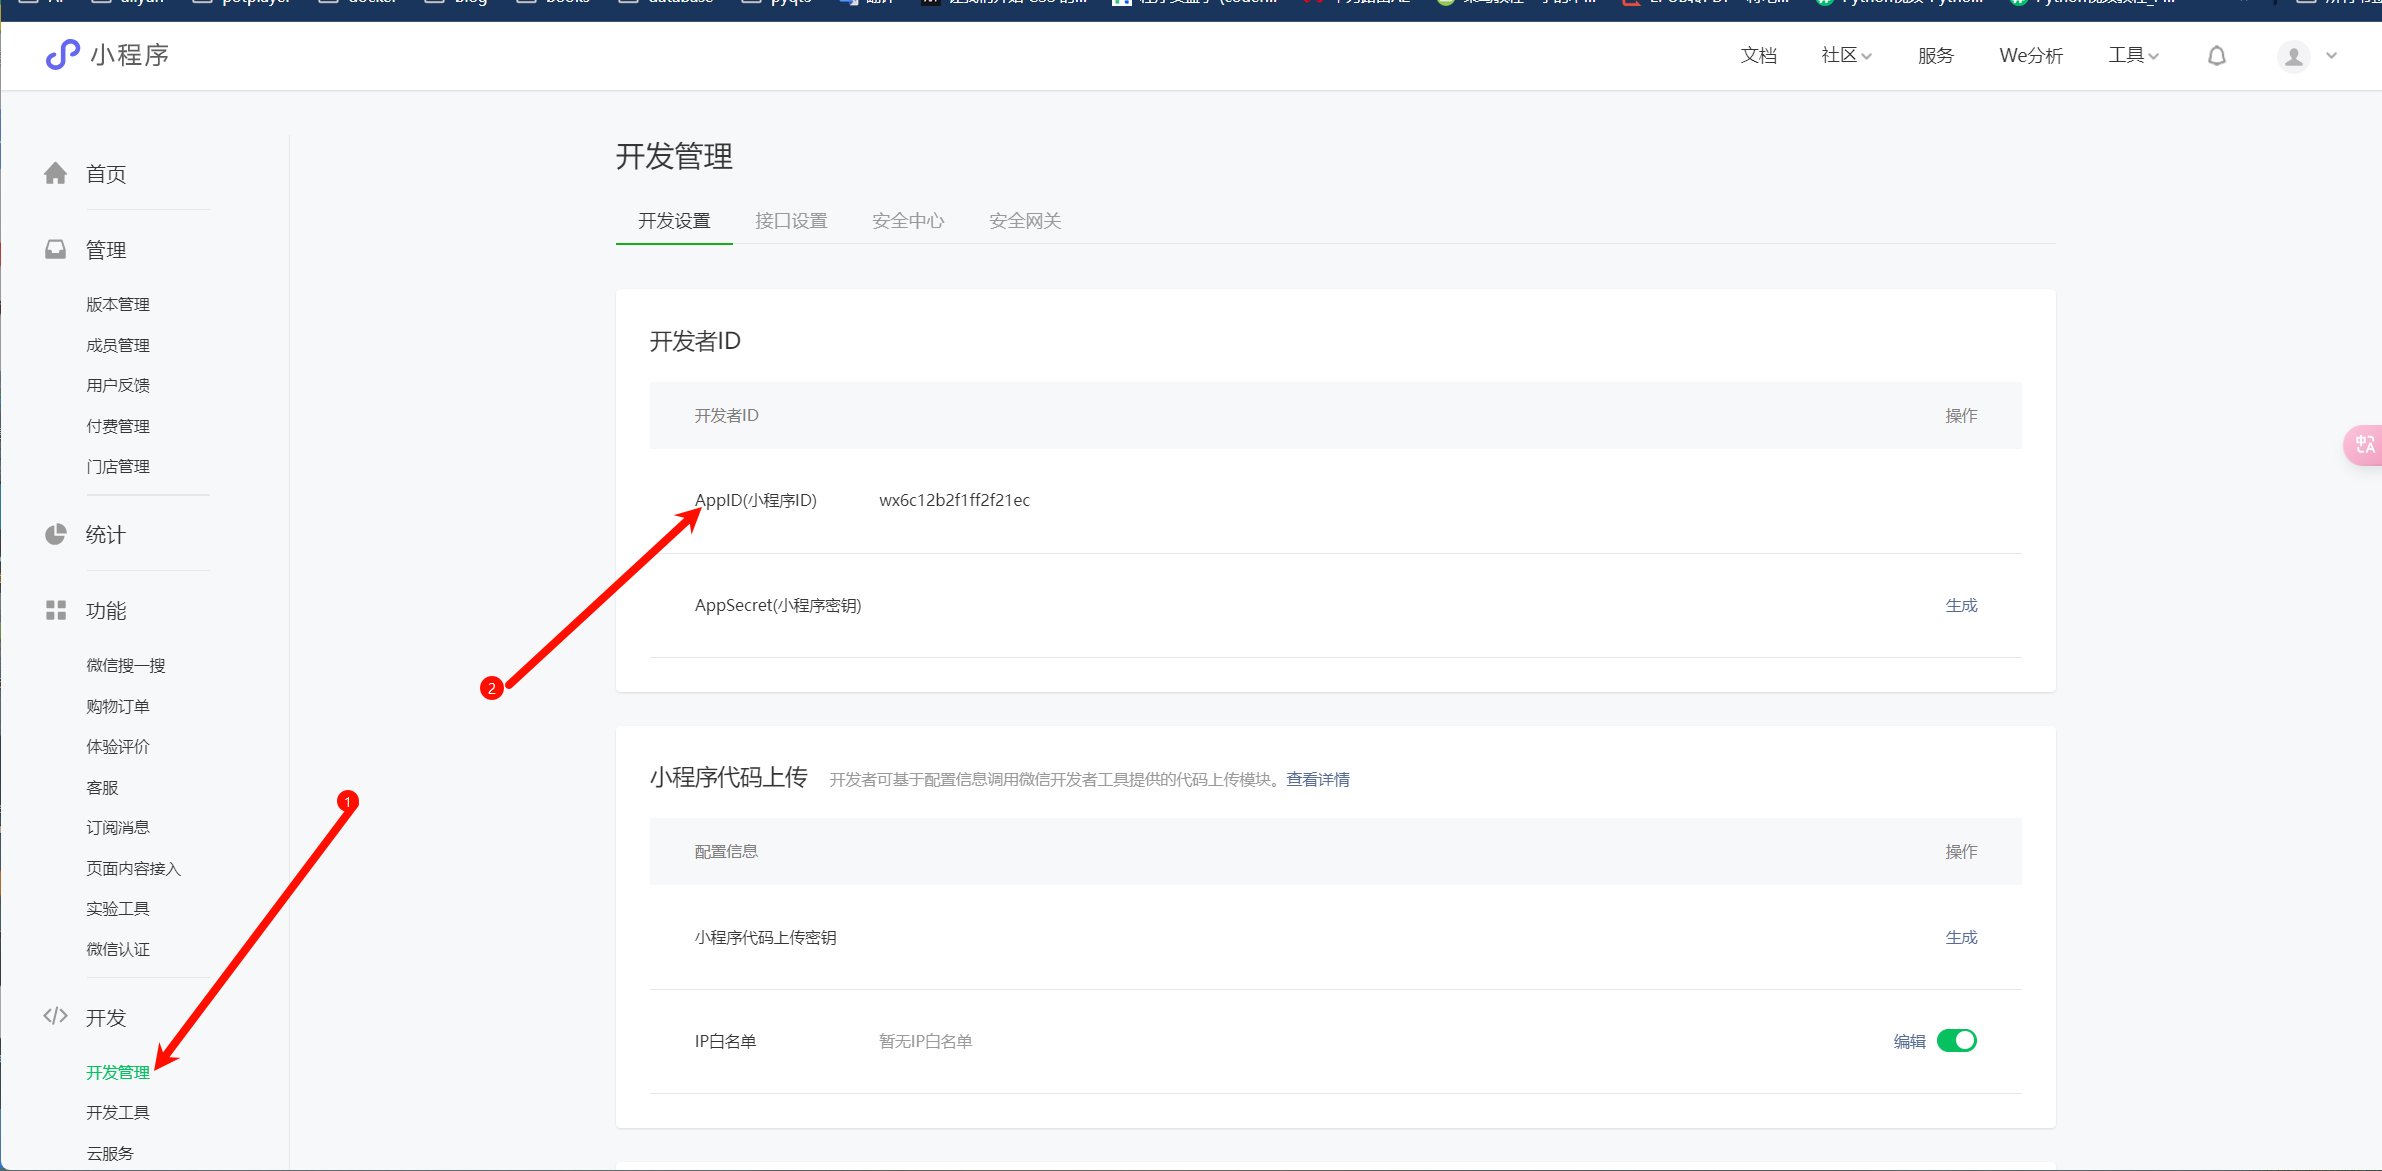 小程序
文档
社区
服务
We分析
工具
首页
管理
版本管理
成员管理
用户反馈
付费管理
门店管理
统计
功能
微信搜一搜
购物订单
体验评价
客服
订阅消息
页面内容接入
实验工具
微信认证
开发
开发管理
开发工具
云服务
开发管理
开发设置
接口设置
安全中心
安全网关
开发者ID
开发者ID
操作
AppID(小程序ID)
wx6c12b2f1ff2f21ec
AppSecret(小程序密钥)
生成
小程序代码上传
开发者可基于配置信息调用微信开发者工具提供的代码上传模块。查看详情
配置信息
操作
小程序代码上传密钥
生成
IP白名单
暂无IP白名单
编辑
1
2